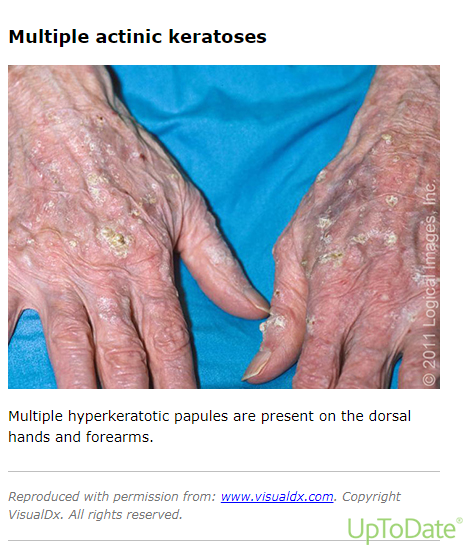 Multiple actinic keratoses
© 2011 Logical Images, Inc.
Multiple hyperkeratotic papules are present on the dorsal
hands and forearms.
Reproduced with permission from: www.visualdx.com. Copyright
VisualDx. All rights reserved.
UpToDate®